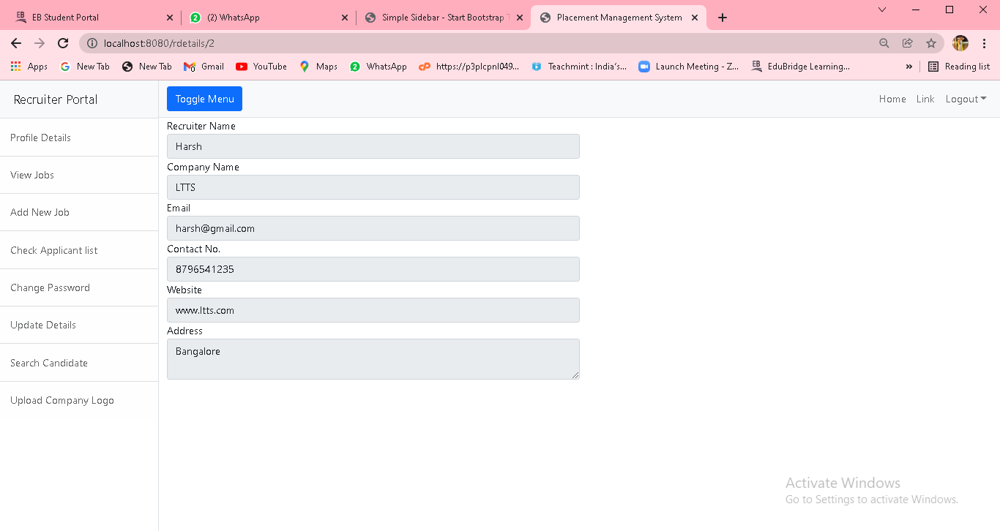 EB Student Portal
2 (2) WhatsApp
Simple Sidebar - Start Bootstrap T
Placement Management System
localhost:8080/rdetails/2
Apps New Tab New Tab Gmail YouTube Maps 2 WhatsApp https://p3plcpnl049... Teachmint : India's... Launch Meeting - Z... EduBridge Learning... » Reading list
Recruiter Portal
Toggle Menu
Home Link Logout
Profile Details
View Jobs
Add New Job
Check Applicant list
Change Password
Update Details
Search Candidate
Upload Company Logo
Recruiter Name
Harsh
Company Name
LTTS
Email
harsh@gmail.com
Contact No.
8796541235
Website
www.ltts.com
Address
Bangalore
Activate Windows
Go to Settings to activate Windows.